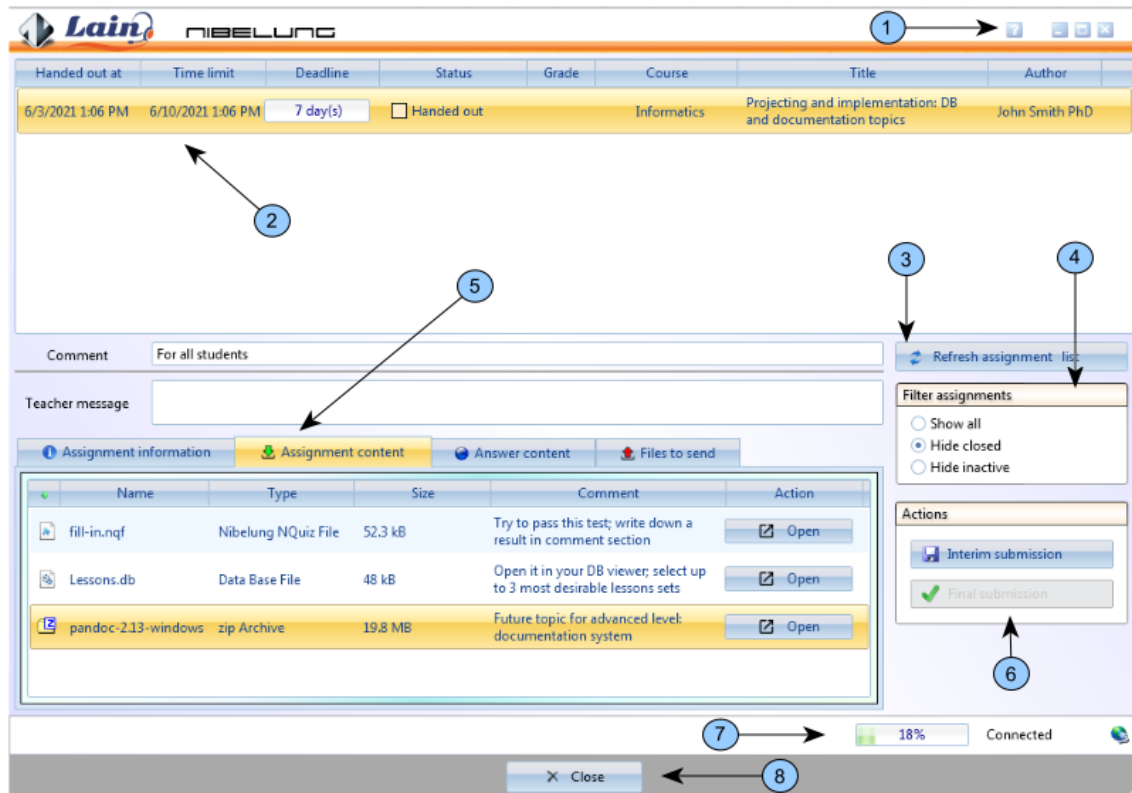 Lain NIBELUNG
1
?
Handed out at Time limit Deadline Status Grade Course Title Author
6/3/2021 1:06 PM 6/10/2021 1:06 PM 7 day(s) Handed out Informatics Projecting and implementation: DB
and documentation topics John Smith PhD
2
3
4
5
Comment For all students
Refresh assignment list
Teacher message
Filter assignments
Show all
Hide closed
Hide inactive
Assignment information Assignment content Answer content Files to send
Name Type Size Comment Action
fill-in.nqf Nibelung NQuiz File 52.3 kB Try to pass this test; write down a
result in comment section Open
Lessons.db Data Base File 48 kB Open it in your DB viewer; select up
to 3 most desirable lessons sets Open
pandoc-2.13-windows zip Archive 19.8 MB Future topic for advanced level:
documentation system Open
Actions
Interim submission
Final submission
6
7
18% Connected
Close
8